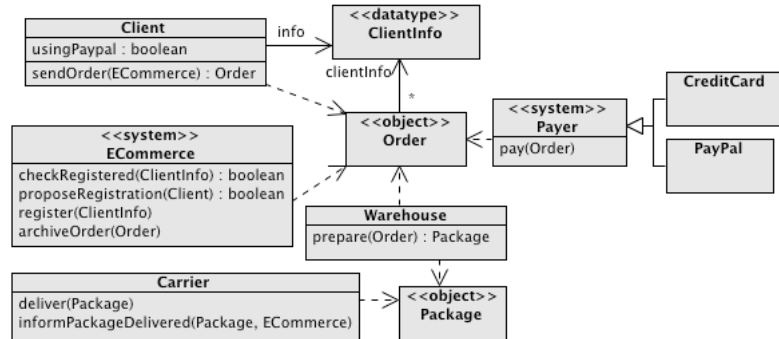 Client
usingPaypal : boolean
sendOrder(ECommerce) : Order
info
<<datatype>>
ClientInfo
clientInfo
*
<<object>>
Order
<<system>>
Payer
pay(Order)
CreditCard
PayPal
<<system>>
ECommerce
checkRegistered(ClientInfo) : boolean
proposeRegistration(Client) : boolean
register(ClientInfo)
archiveOrder(Order)
Warehouse
prepare(Order) : Package
Carrier
deliver(Package)
informPackageDelivered(Package, ECommerce)
<<object>>
Package